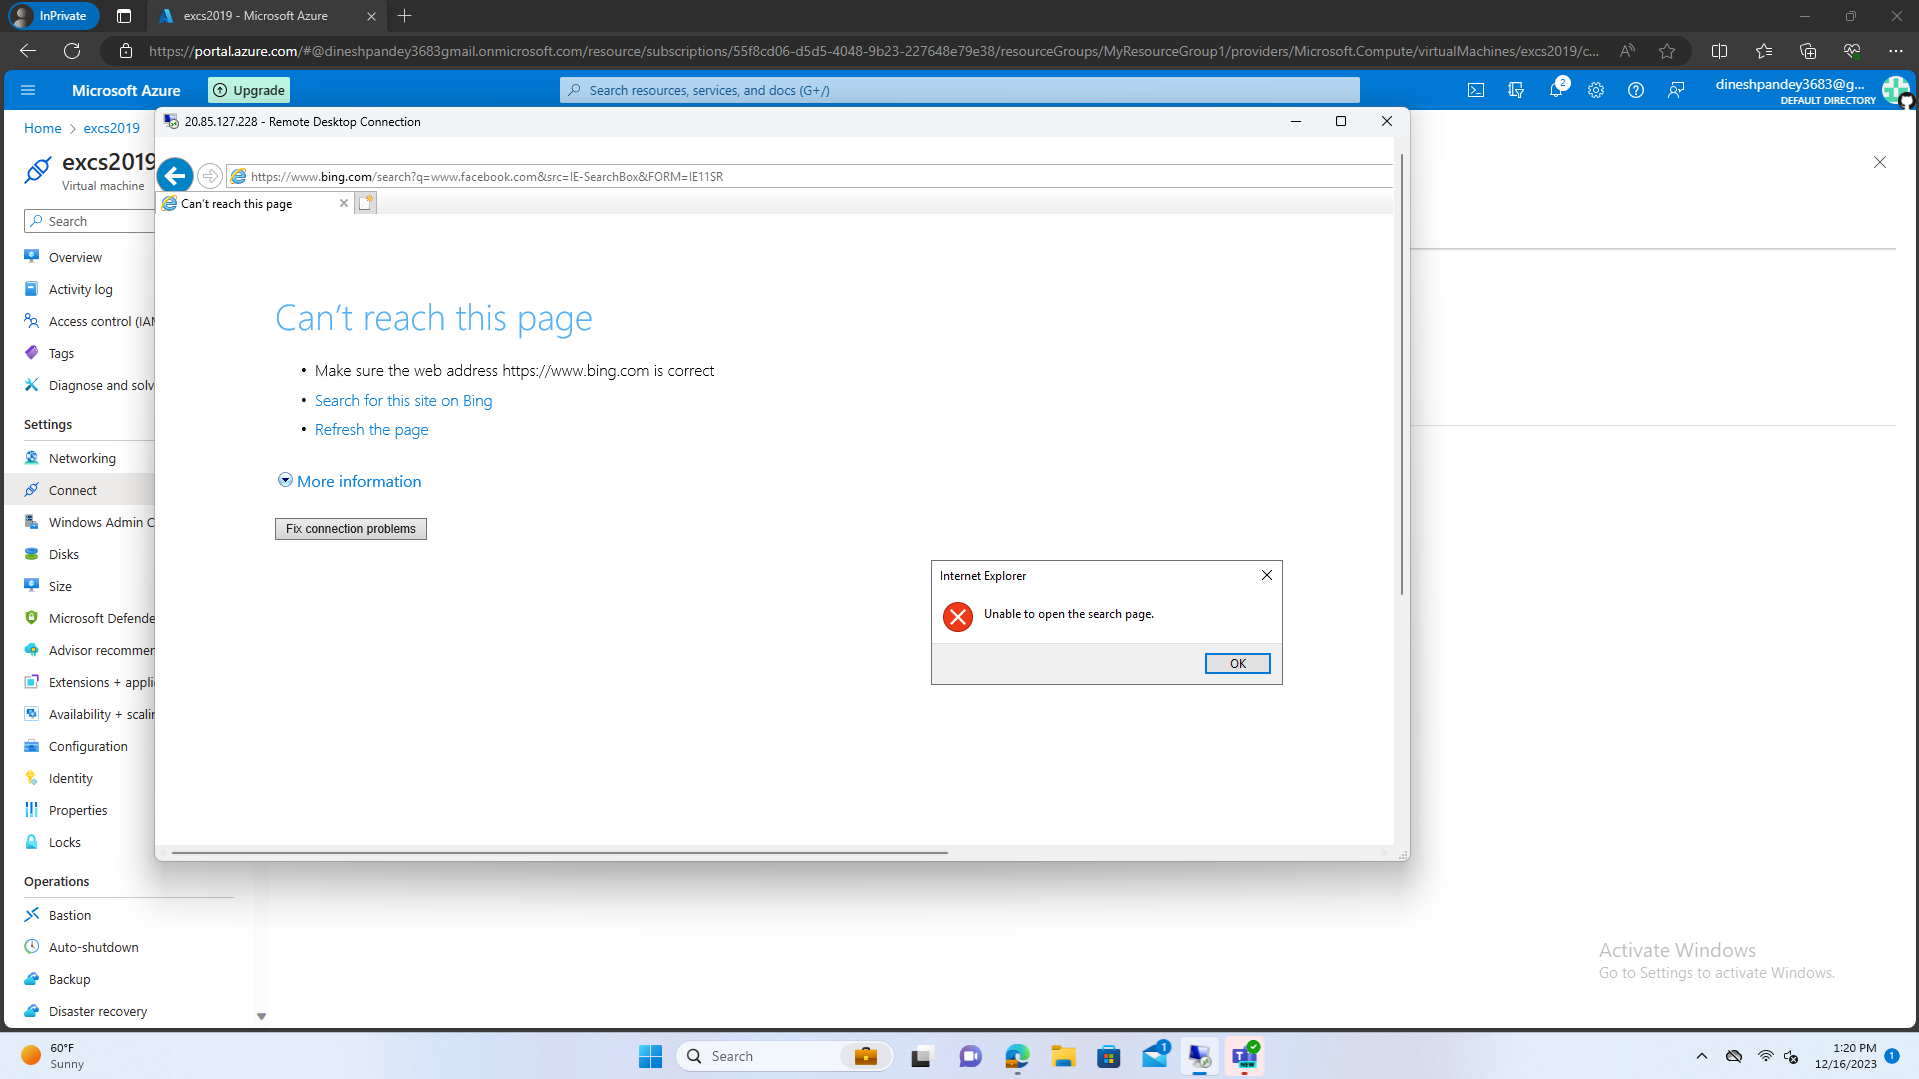 InPrivate
excs2019 - Microsoft Azure
https://portal.azure.com/#@dineshpandey3683gmail.onmicrosoft.com/resource/subscriptions/55f8cd06-d5d5-4048-9b23-227648e79e38/resourceGroups/MyResourceGroup1/providers/Microsoft.Compute/virtualMachines/excs2019/c...
Microsoft Azure
Upgrade
Search resources, services, and docs (G+/)
2
dineshpandey3683@g...
DEFAULT DIRECTORY
Home > excs2019
excs2019
Virtual machine
Search
Overview
Activity log
Access control (IAM
Tags
Diagnose and solve
Settings
Networking
Connect
Windows Admin C
Disks
Size
Microsoft Defende
Advisor recommen
Extensions + appli
Availability + scalin
Configuration
Identity
Properties
Locks
Operations
Bastion
Auto-shutdown
Backup
Disaster recovery
20.85.127.228 - Remote Desktop Connection
https://www.bing.com/search?q=www.facebook.com&src=IE-SearchBox&FORM=IE11SR
Can't reach this page
Can't reach this page
• Make sure the web address https://www.bing.com is correct
• Search for this site on Bing
• Refresh the page
More information
Fix connection problems
Internet Explorer
Unable to open the search page.
OK
Activate Windows
Go to Settings to activate Windows.
60°F
Sunny
Search
1
NEW
1:20 PM
12/16/2023
1